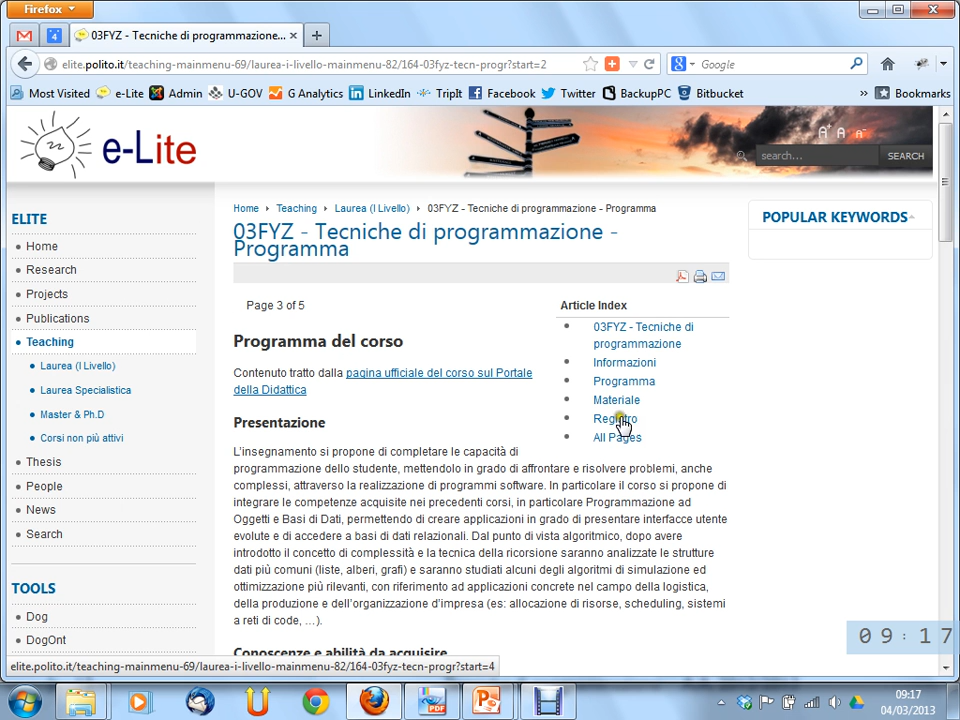 Firefox
03FYZ - Tecniche di programmazione...
elite.polito.it/teaching-mainmenu-69/laurea-i-livello-mainmenu-82/164-03fyz-tecn-progr?start=2
Google
Most Visited
e-Lite
Admin
U-GOV
G Analytics
LinkedIn
TripIt
Facebook
Twitter
BackupPC
Bitbucket
»
Bookmarks
e-Lite
A+ A A-
search...
SEARCH
ELITE
Home
Research
Projects
Publications
Teaching
Laurea (I Livello)
Laurea Specialistica
Master & Ph.D
Corsi non più attivi
Thesis
People
News
Search
TOOLS
Dog
DogOnt
Home
Teaching
Laurea (I Livello)
03FYZ - Tecniche di programmazione - Programma
03FYZ - Tecniche di programmazione -
Programma
Page 3 of 5
Article Index
03FYZ - Tecniche di
programmazione
Informazioni
Programma
Materiale
Registro
All Pages
Programma del corso
Contenuto tratto dalla pagina ufficiale del corso sul Portale
della Didattica
Presentazione
L'insegnamento si propone di completare le capacità di
programmazione dello studente, mettendolo in grado di affrontare e risolvere problemi, anche
complessi, attraverso la realizzazione di programmi software. In particolare il corso si propone di
integrare le competenze acquisite nei precedenti corsi, in particolare Programmazione ad
Oggetti e Basi di Dati, permettendo di creare applicazioni in grado di presentare interfacce utente
evolute e di accedere a basi di dati relazionali. Dal punto di vista algoritmico, dopo avere
introdotto il concetto di complessità e la tecnica della ricorsione saranno analizzate le strutture
dati più comuni (liste, alberi, grafi) e saranno studiati alcuni degli algoritmi di simulazione ed
ottimizzazione più rilevanti, con riferimento ad applicazioni concrete nel campo della logistica,
della produzione e dell'organizzazione d'impresa (es: allocazione di risorse, scheduling, sistemi
a reti di code, …).
Conoscenze e abilità da acquisire
POPULAR KEYWORDS
09:17
elite.polito.it/teaching-mainmenu-69/laurea-i-livello-mainmenu-82/164-03fyz-tecn-progr?start=4
09:17
04/03/2013